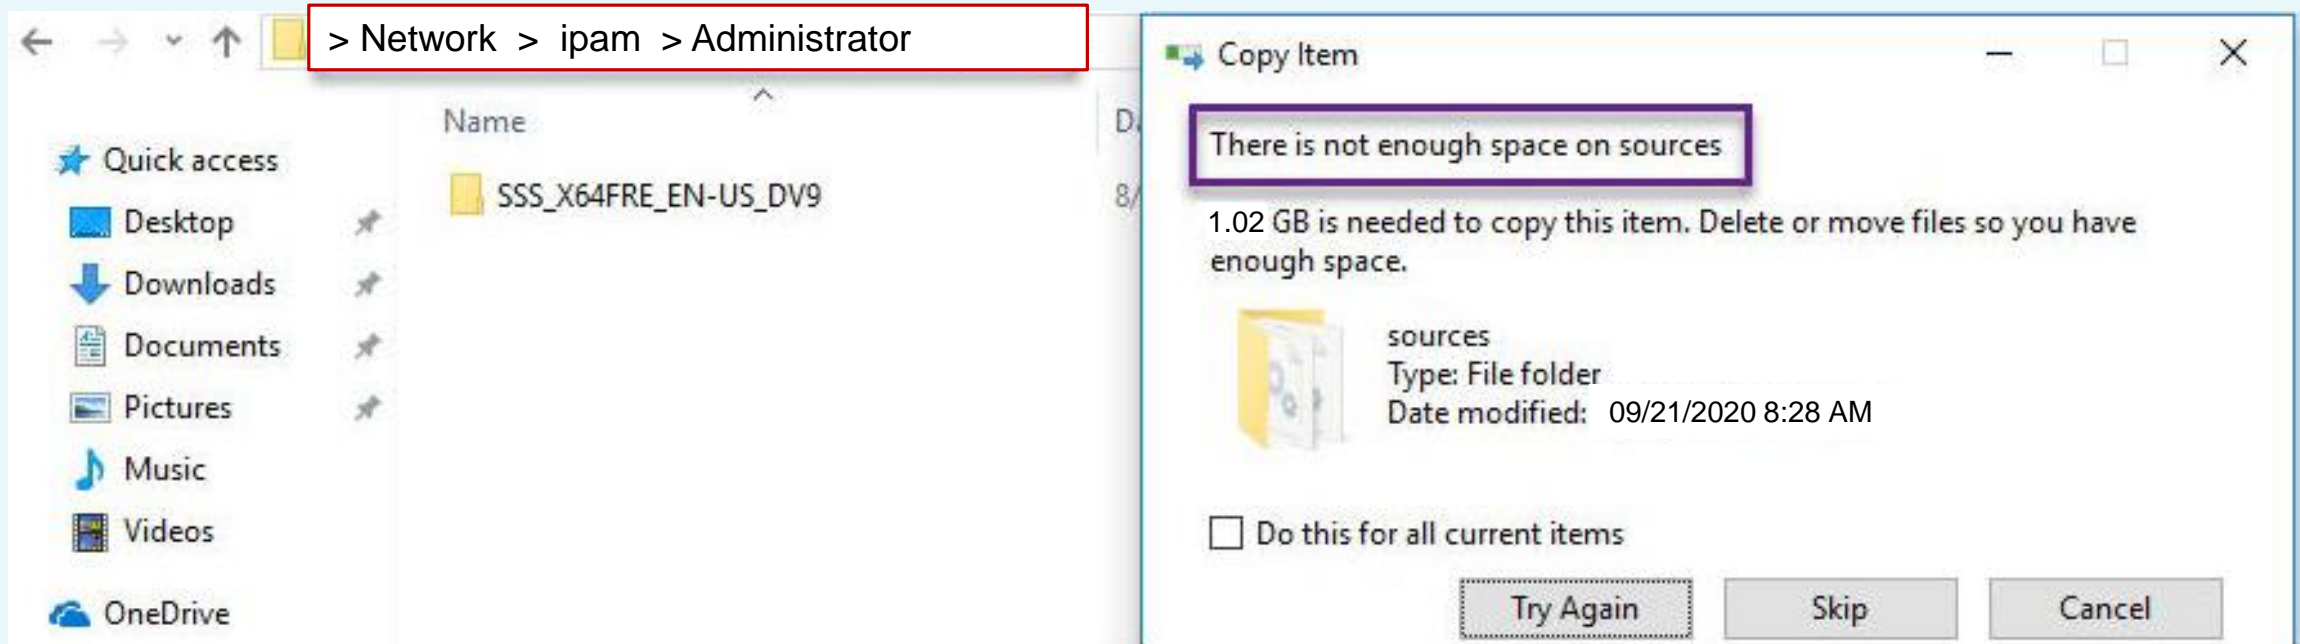 > Network > ipam > Administrator
Name
D
Quick access
SSS_X64FRE_EN-US_DV9
8/
Desktop
Downloads
Documents
Pictures
Music
Videos
OneDrive
Copy Item
There is not enough space on sources
1.02 GB is needed to copy this item. Delete or move files so you have
enough space.
sources
Type: File folder
Date modified: 09/21/2020 8:28 AM
Do this for all current items
Try Again
Skip
Cancel